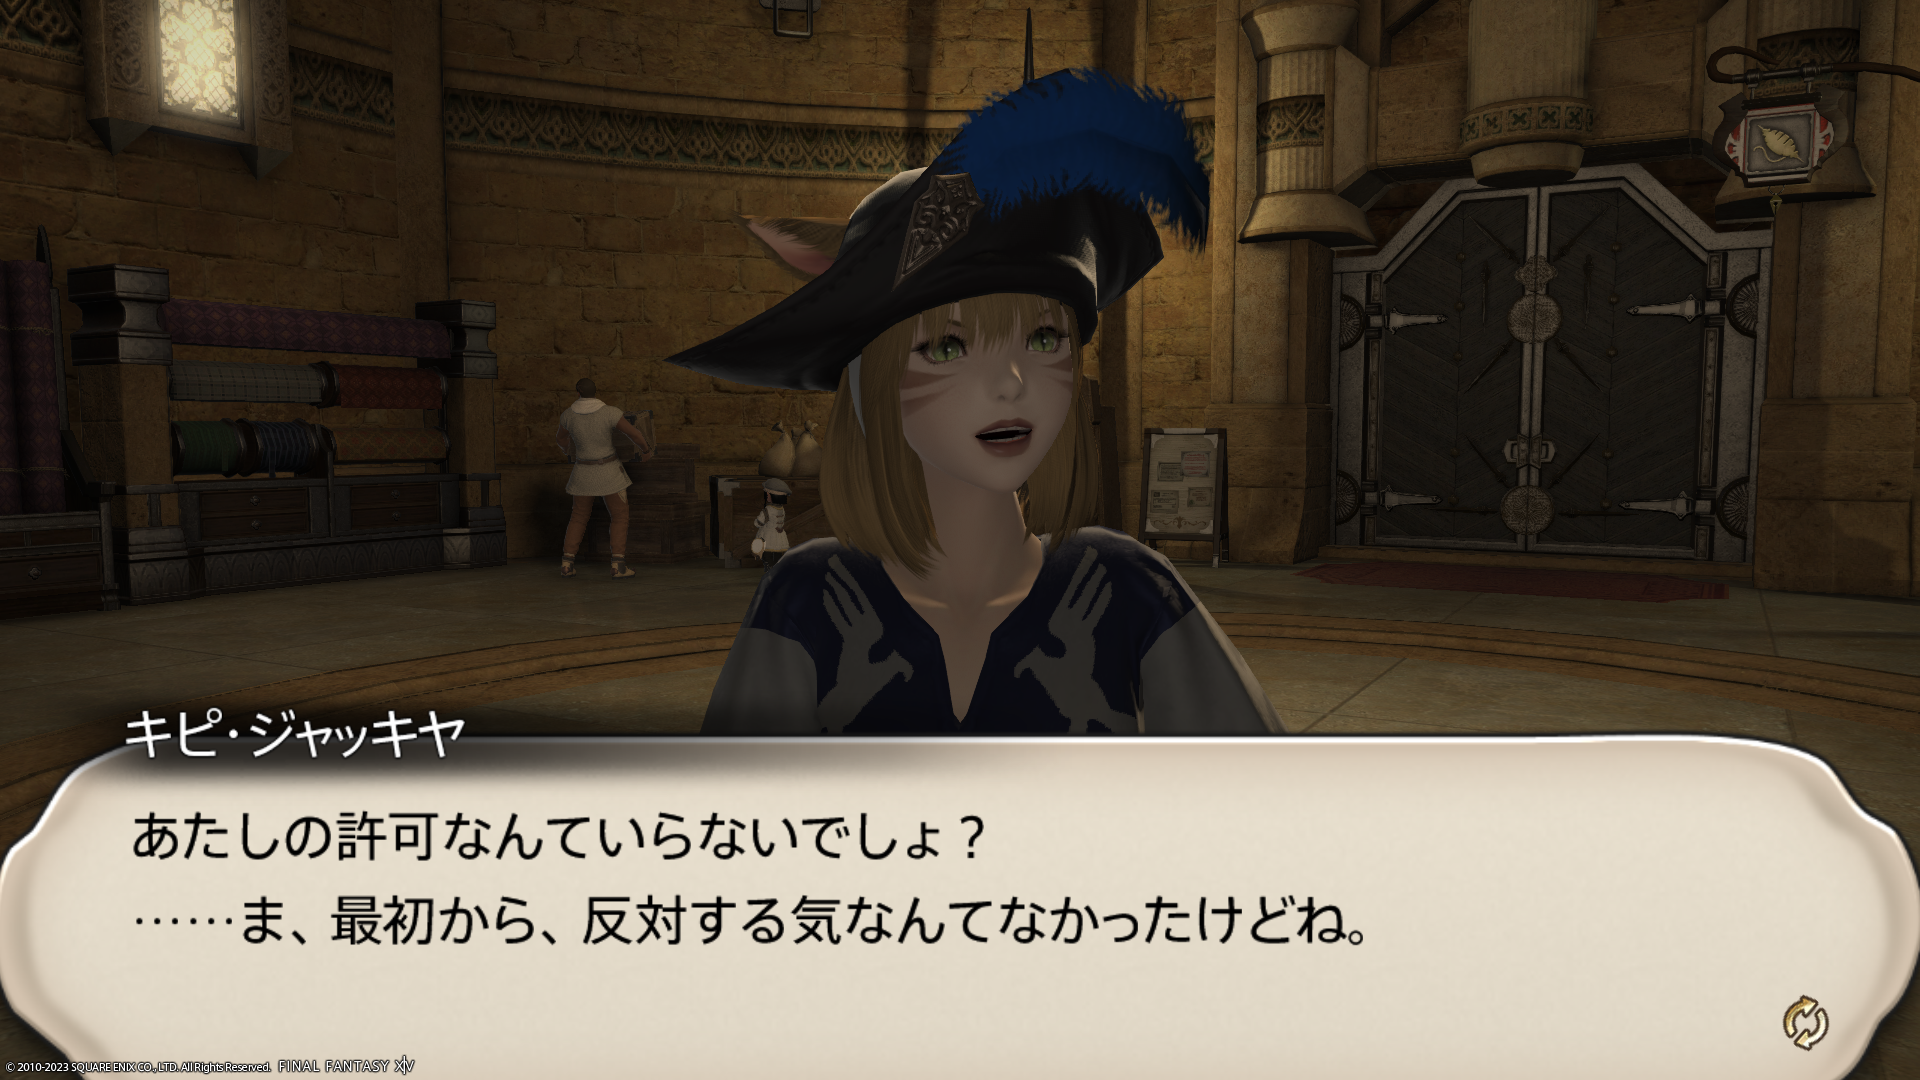 キピ・ジャッキヤ
あたしの許可なんていらないでしょ？
……ま、最初から、反対する気なんてなかったけどね。
© 2010-2023 SQUARE ENIX CO., LTD. All Rights Reserved. FINAL FANTASY XIV